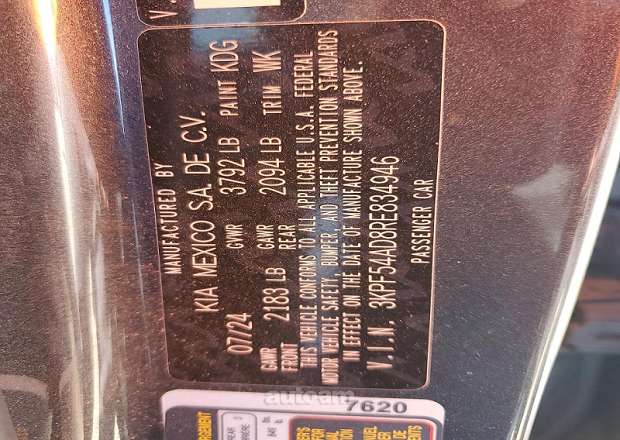 V.
MANUFACTURED BY
KIA MEXICO S.A. DE C.V.
07/24 GVWR 3792 LB PAINT KDG
GAWR FRONT 2183 LB GAWR REAR 2094 LB TRIM WK
THIS VEHICLE CONFORMS TO ALL APPLICABLE U.S.A. FEDERAL
MOTOR VEHICLE SAFETY, BUMPER, AND THEFT PREVENTION STANDARDS
IN EFFECT ON THE DATE OF MANUFACTURE SHOWN ABOVE.
V.I.N. 3KPF54AD8RE834946
PASSENGER CAR
7620
REAR